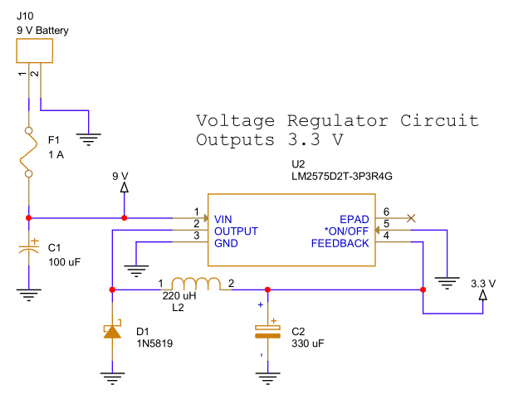 J10
9 V Battery
1
2
Voltage Regulator Circuit
Outputs 3.3 V
F1
1 A
U2
LM2575D2T-3P3R4G
9 V
1
2
3
VIN
OUTPUT
GND
EPAD
*ON/OFF
FEEDBACK
6
5
4
+
C1
100 uF
1
2
220 uH
L2
3.3 V
D1
1N5819
+
+
-
C2
330 uF